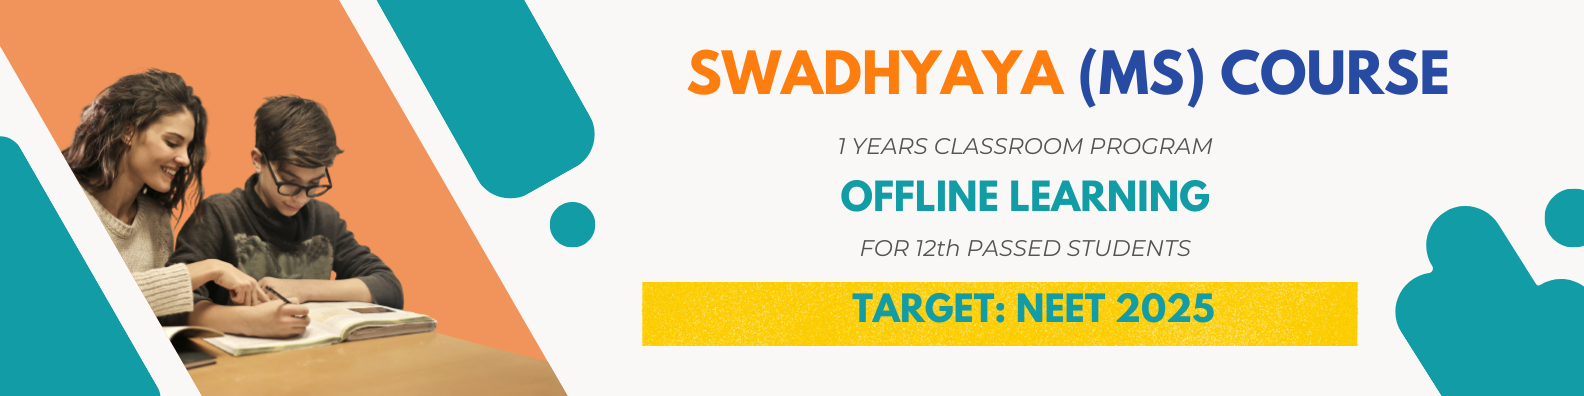 SWADHYAYA (MS) COURSE
1 YEARS CLASSROOM PROGRAM
OFFLINE LEARNING
FOR 12th PASSED STUDENTS
TARGET: NEET 2025